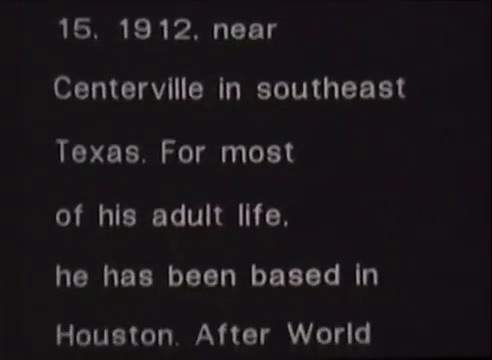 15, 1912, near
Centerville in southeast
Texas. For most
of his adult life,
he has been based in
Houston. After World